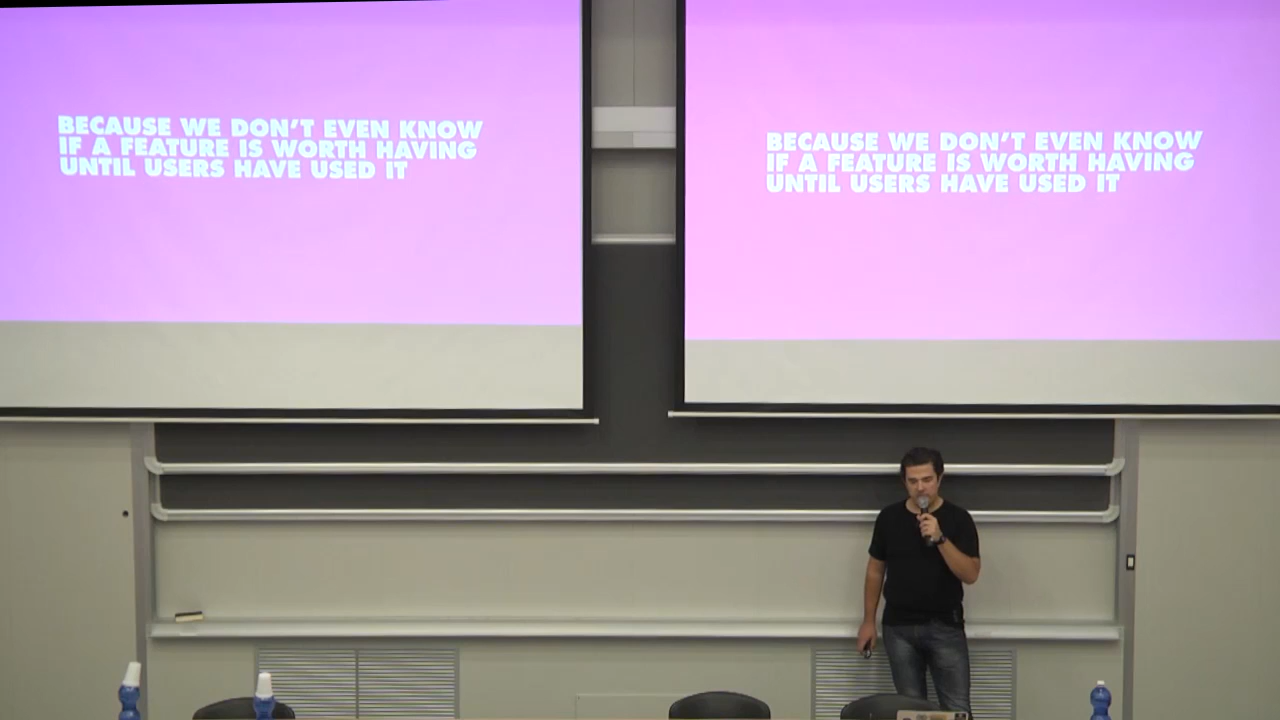 BECAUSE WE DON'T EVEN KNOW
IF A FEATURE IS WORTH HAVING
UNTIL USERS HAVE USED IT
BECAUSE WE DON'T EVEN KNOW
IF A FEATURE IS WORTH HAVING
UNTIL USERS HAVE USED IT